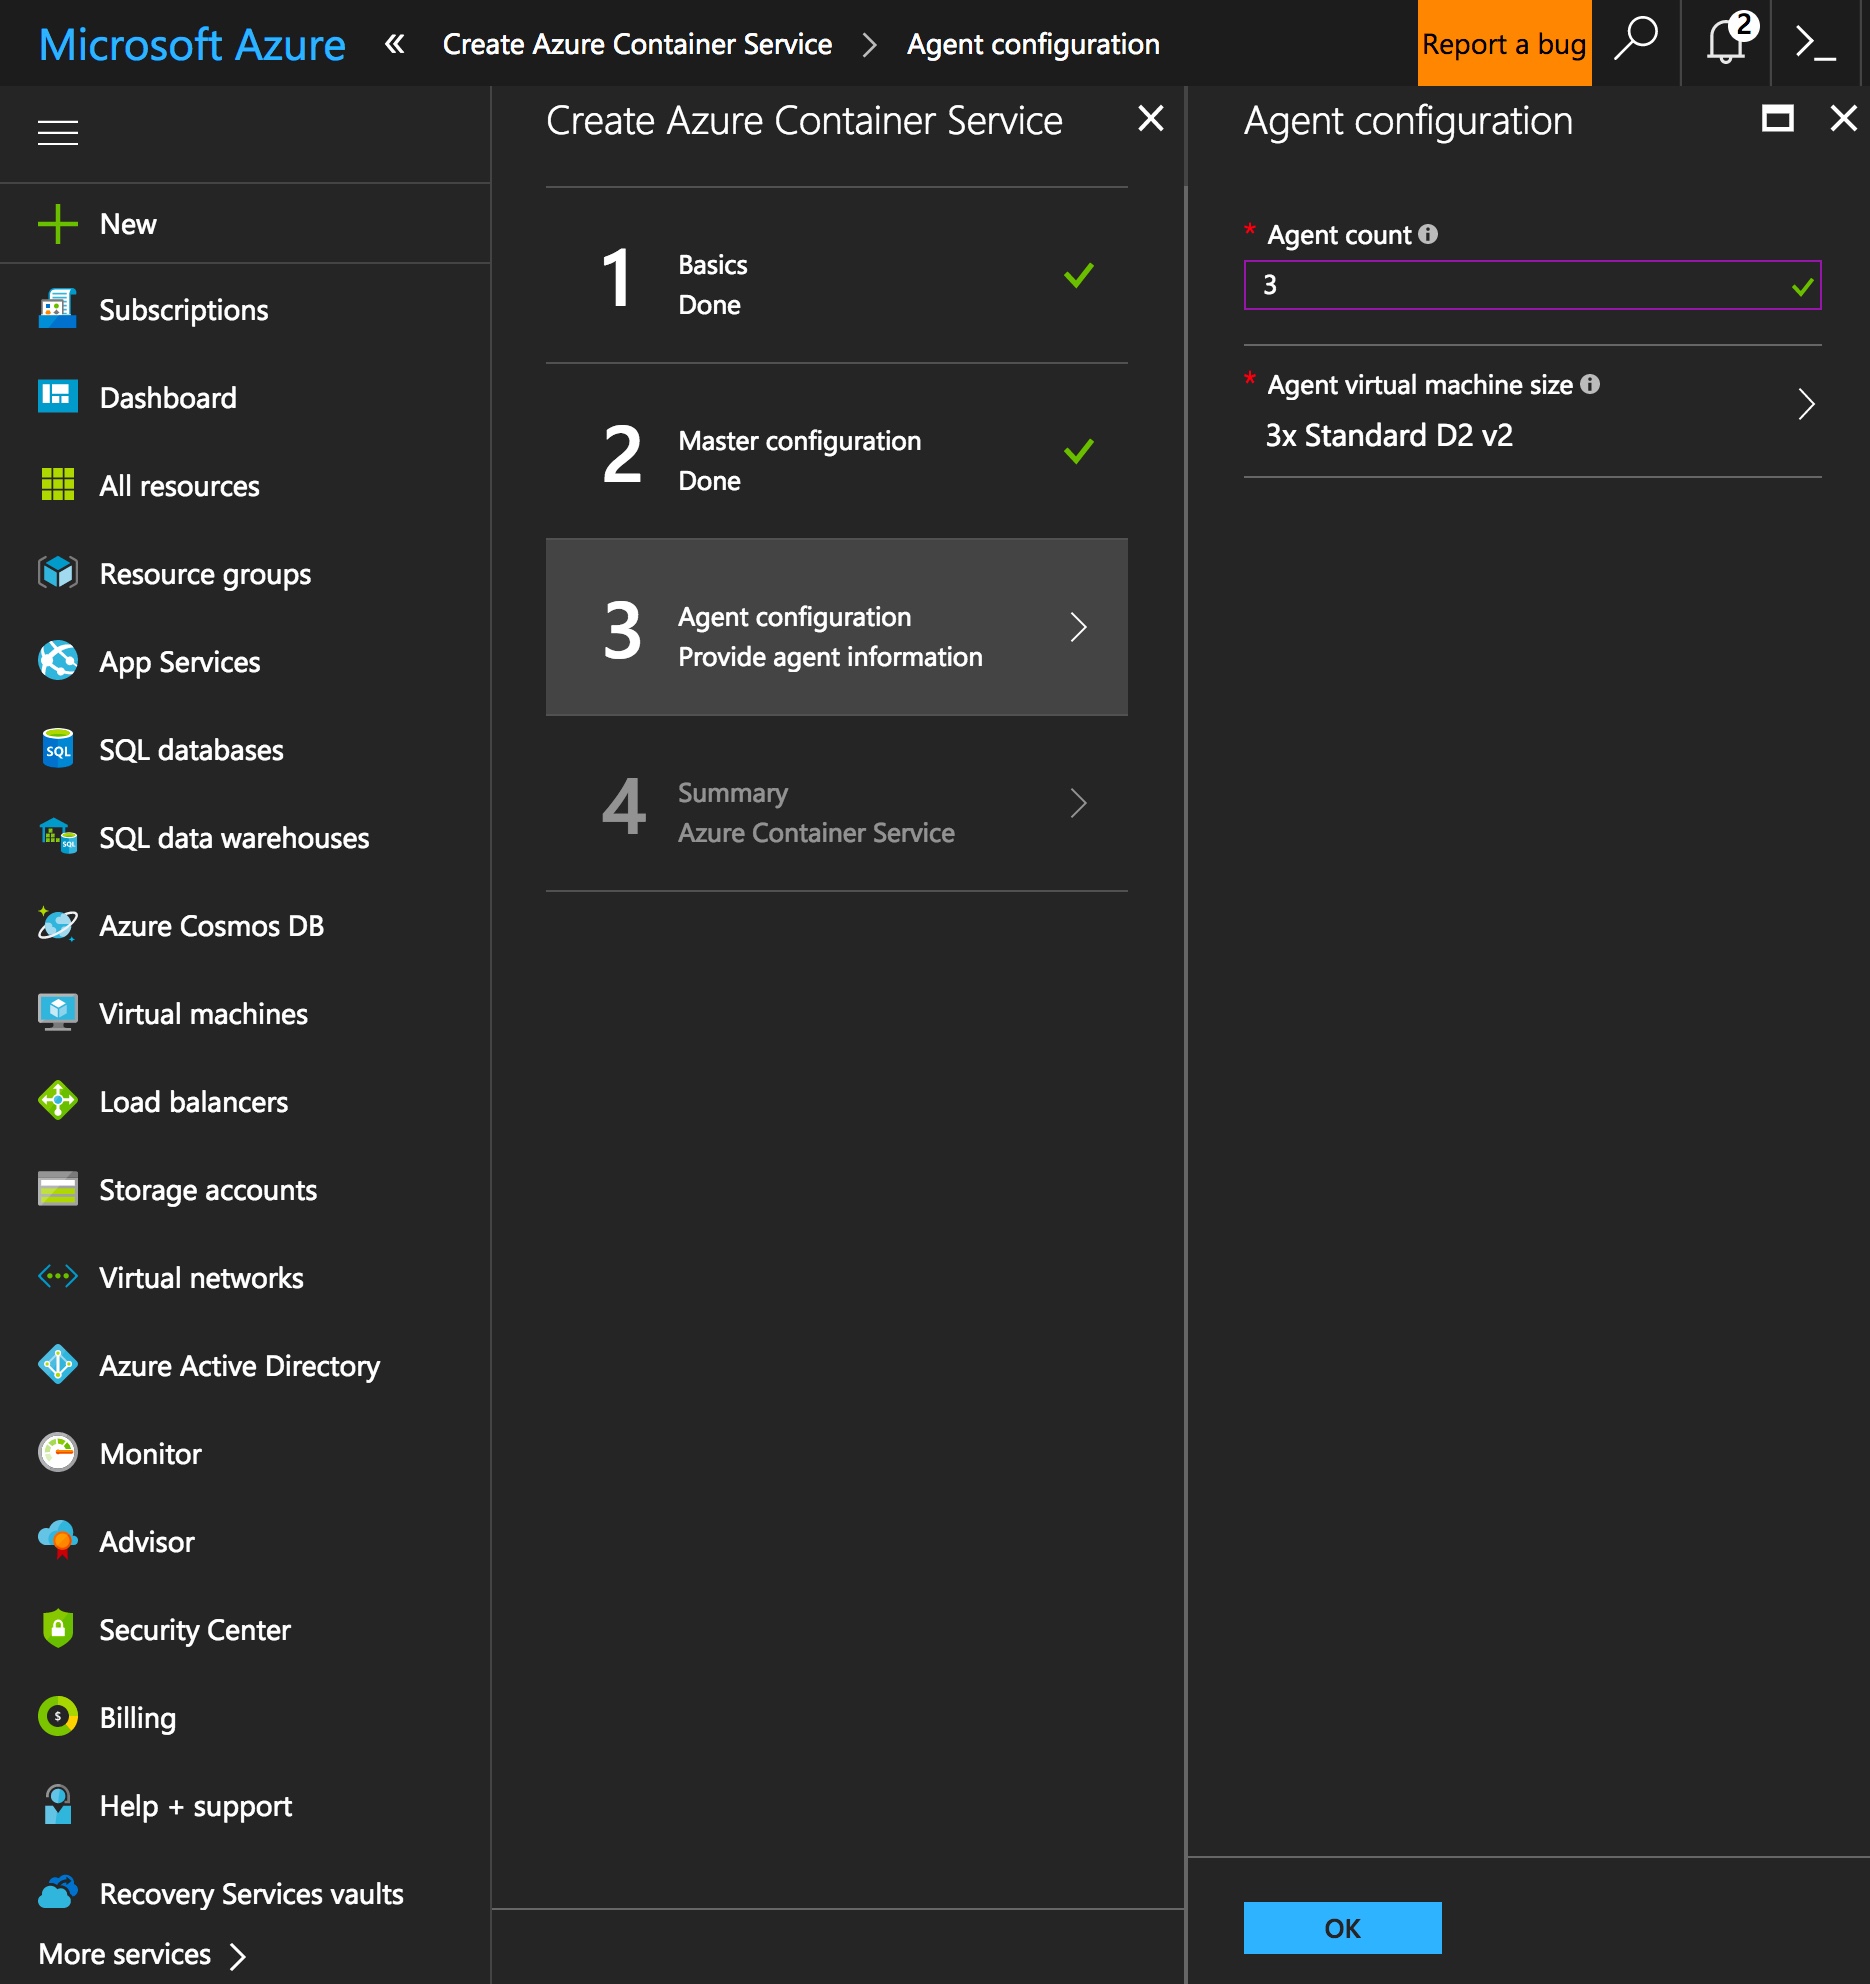 Microsoft Azure « Create Azure Container Service > Agent configuration Report a bug 2
New
Subscriptions
Dashboard
All resources
Resource groups
App Services
SQL databases
SQL
SQL data warehouses
SQL
Azure Cosmos DB
Virtual machines
Load balancers
Storage accounts
Virtual networks
Azure Active Directory
Monitor
Advisor
Security Center
Billing
$
Help + support
Recovery Services vaults
More services >
Create Azure Container Service
1 Basics
Done
2 Master configuration
Done
3 Agent configuration
Provide agent information
4 Summary
Azure Container Service
Agent configuration
* Agent count
3
* Agent virtual machine size
3x Standard D2 v2
OK